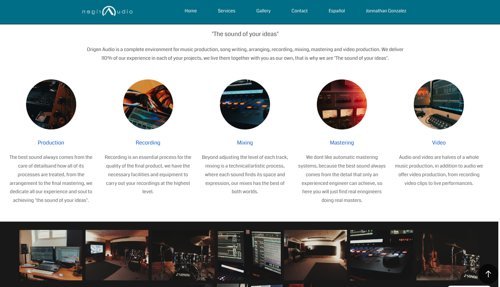 Home Services Gallery Contact Español Jonnathan Gonzalez
"The sound of your ideas"
Origen Audio is a complete environment for music production, song writing, arranging, recording, mixing, mastering and video production. We deliver
110% of our experience in each of your projects, we live them together with you as our own, that is why we are "The sound of your ideas".
Production
The best sound always comes from the
care of detail and how all of its
processes are treated, from the
arrangement to the final mastering, we
dedicate all our experience and soul to
achieving "the sound of your ideas".
Recording
Recording is an essential process for the
quality of the final product, we have the
necessary facilities and equipment to
carry out your recordings at the highest
level.
Mixing
Beyond adjusting the level of each track,
mixing is a technical/artistic process,
where each sound finds its space and
expression, our mixes has the best of
both worlds.
Mastering
We don't like automatic mastering
systems, because the best sound always
comes from the detail that only an
experienced engineer can achieve, so
here you will just find real engineers
doing real masters.
Video
Audio and video are halves of a whole
music production, in addition to audio we
offer video production, from recording
video clips to live performances.